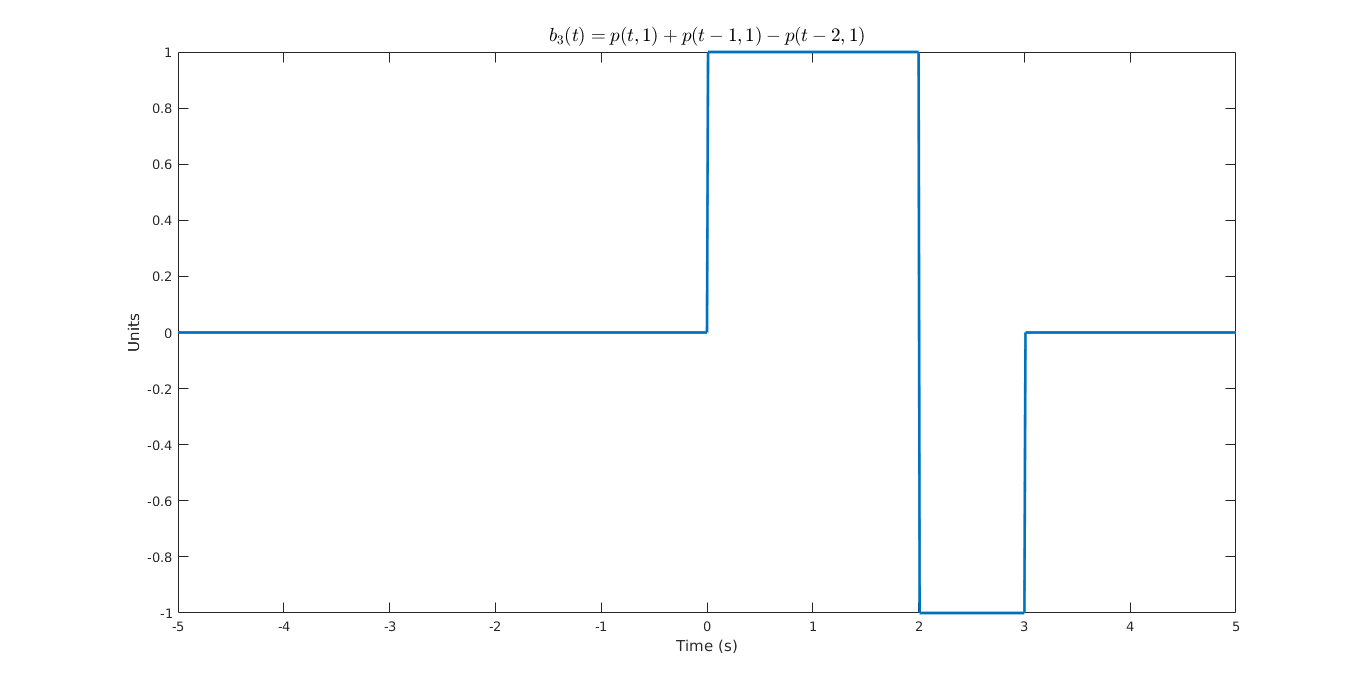 b₃(t) = p(t, 1) + p(t − 1, 1) − p(t − 2, 1)
1
0.8
0.6
0.4
0.2
0
-0.2
-0.4
-0.6
-0.8
-1
Units
-5 -4 -3 -2 -1 0 1 2 3 4 5
Time (s)